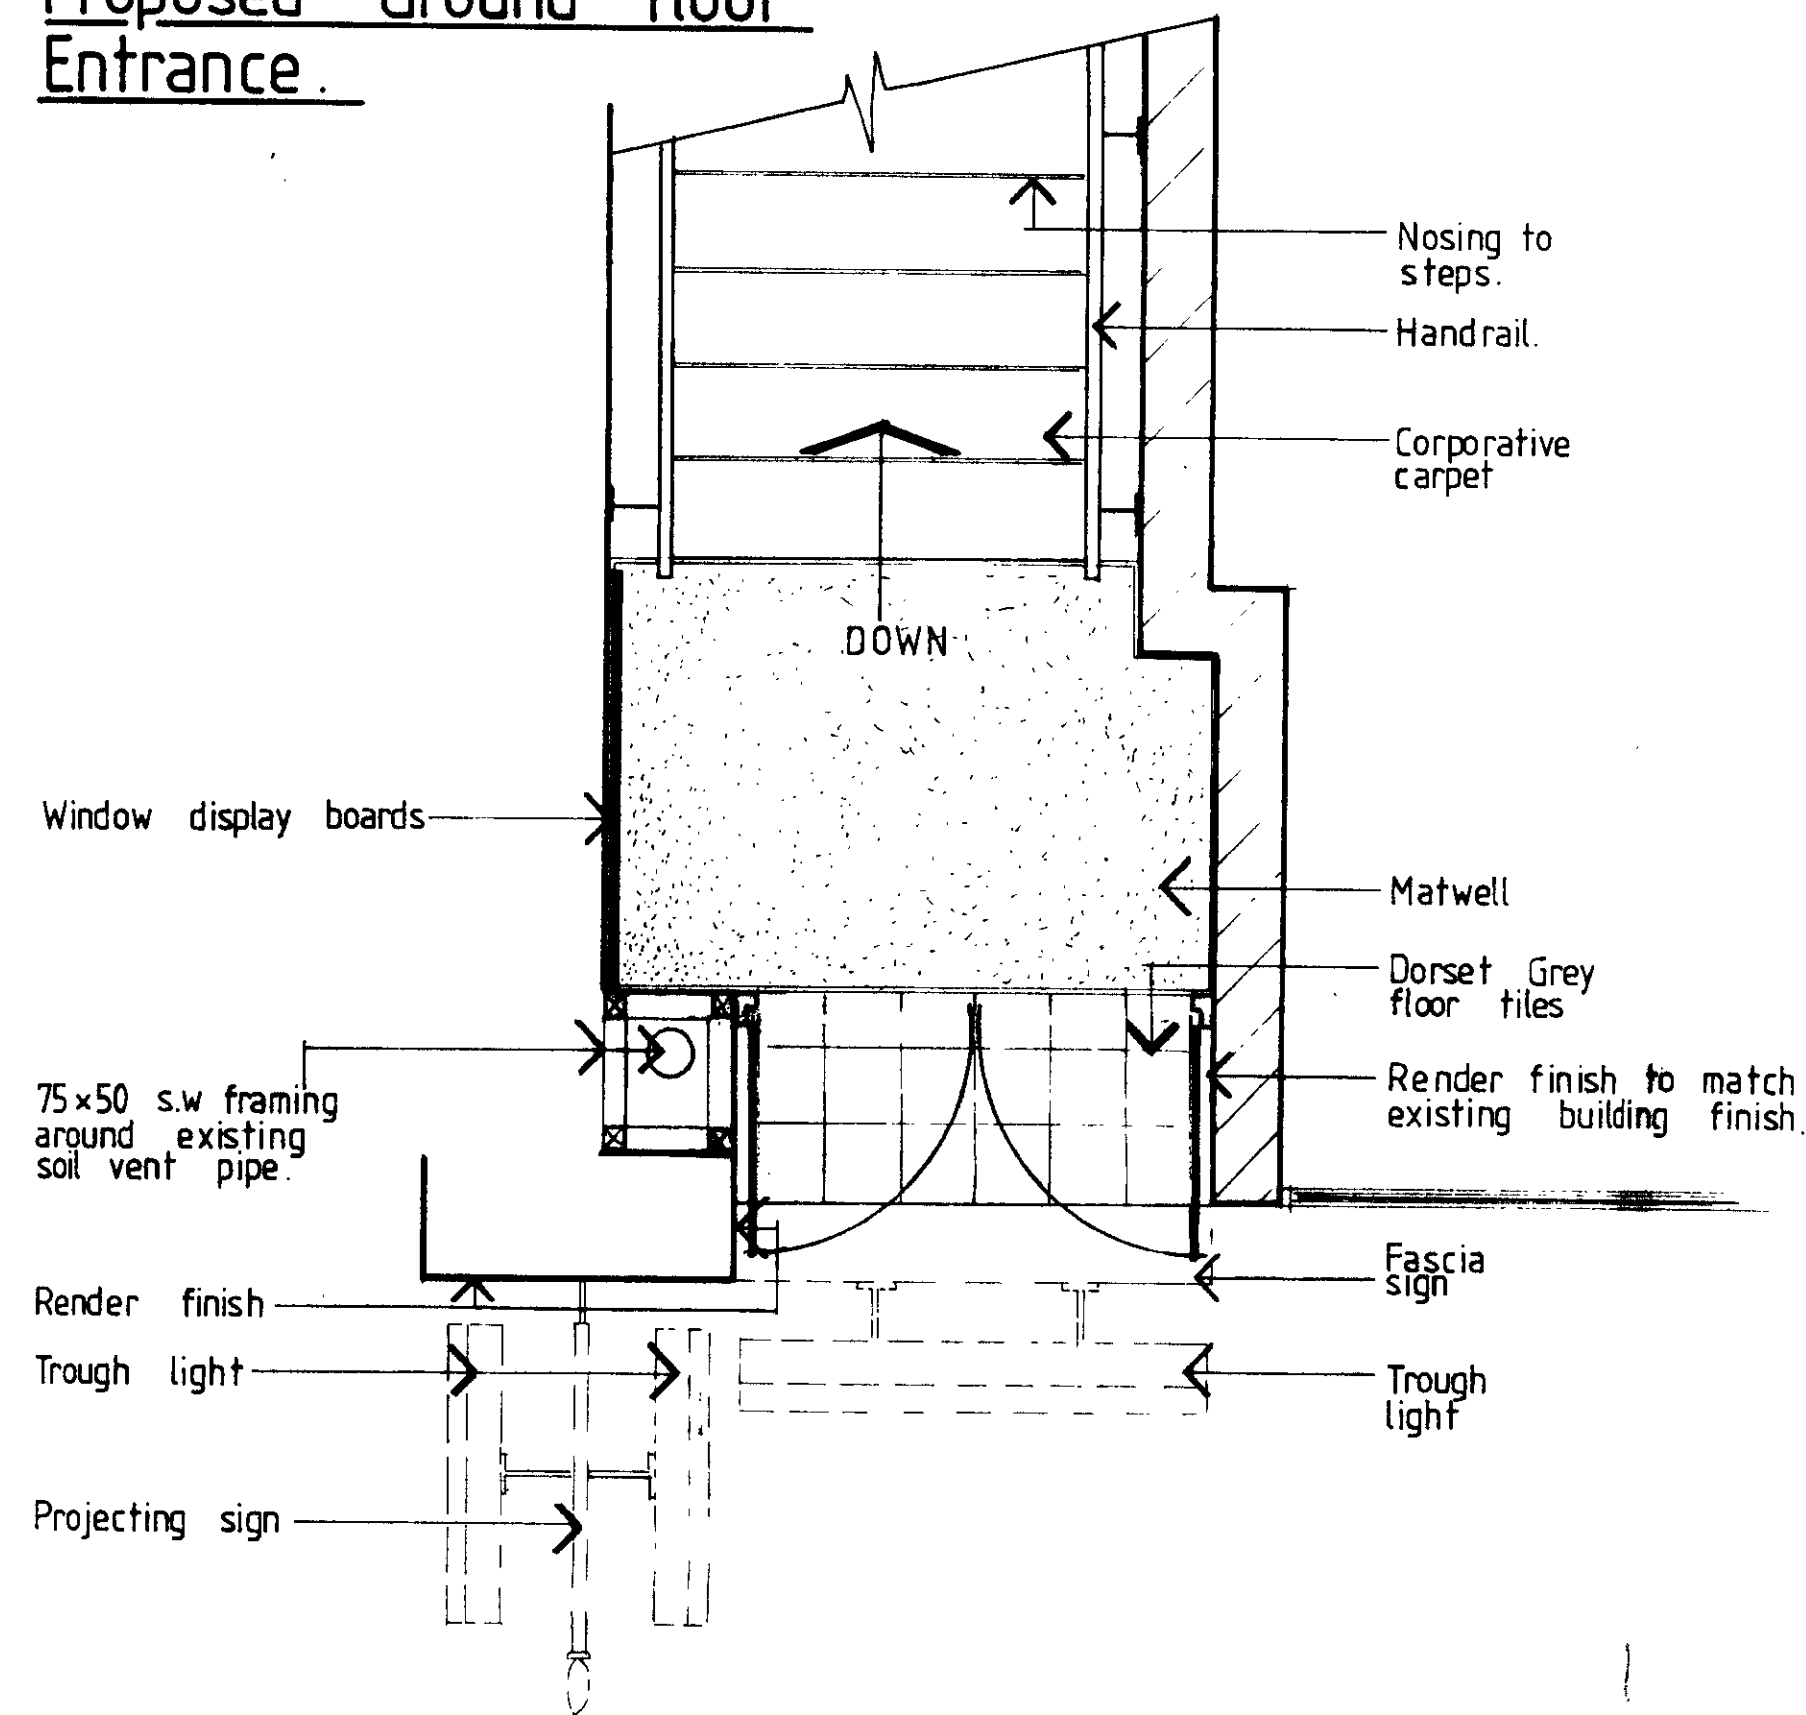 Proposed Ground floor
Entrance.
Nosing to
steps.
Handrail.
Corporative
carpet
DOWN
Window display boards
Matwell
Dorset Grey
floor tiles
75x50 s.w framing
around existing
soil vent pipe.
Render finish to match
existing building finish.
Fascia
sign
Render finish
Trough light
Trough
light
Projecting sign